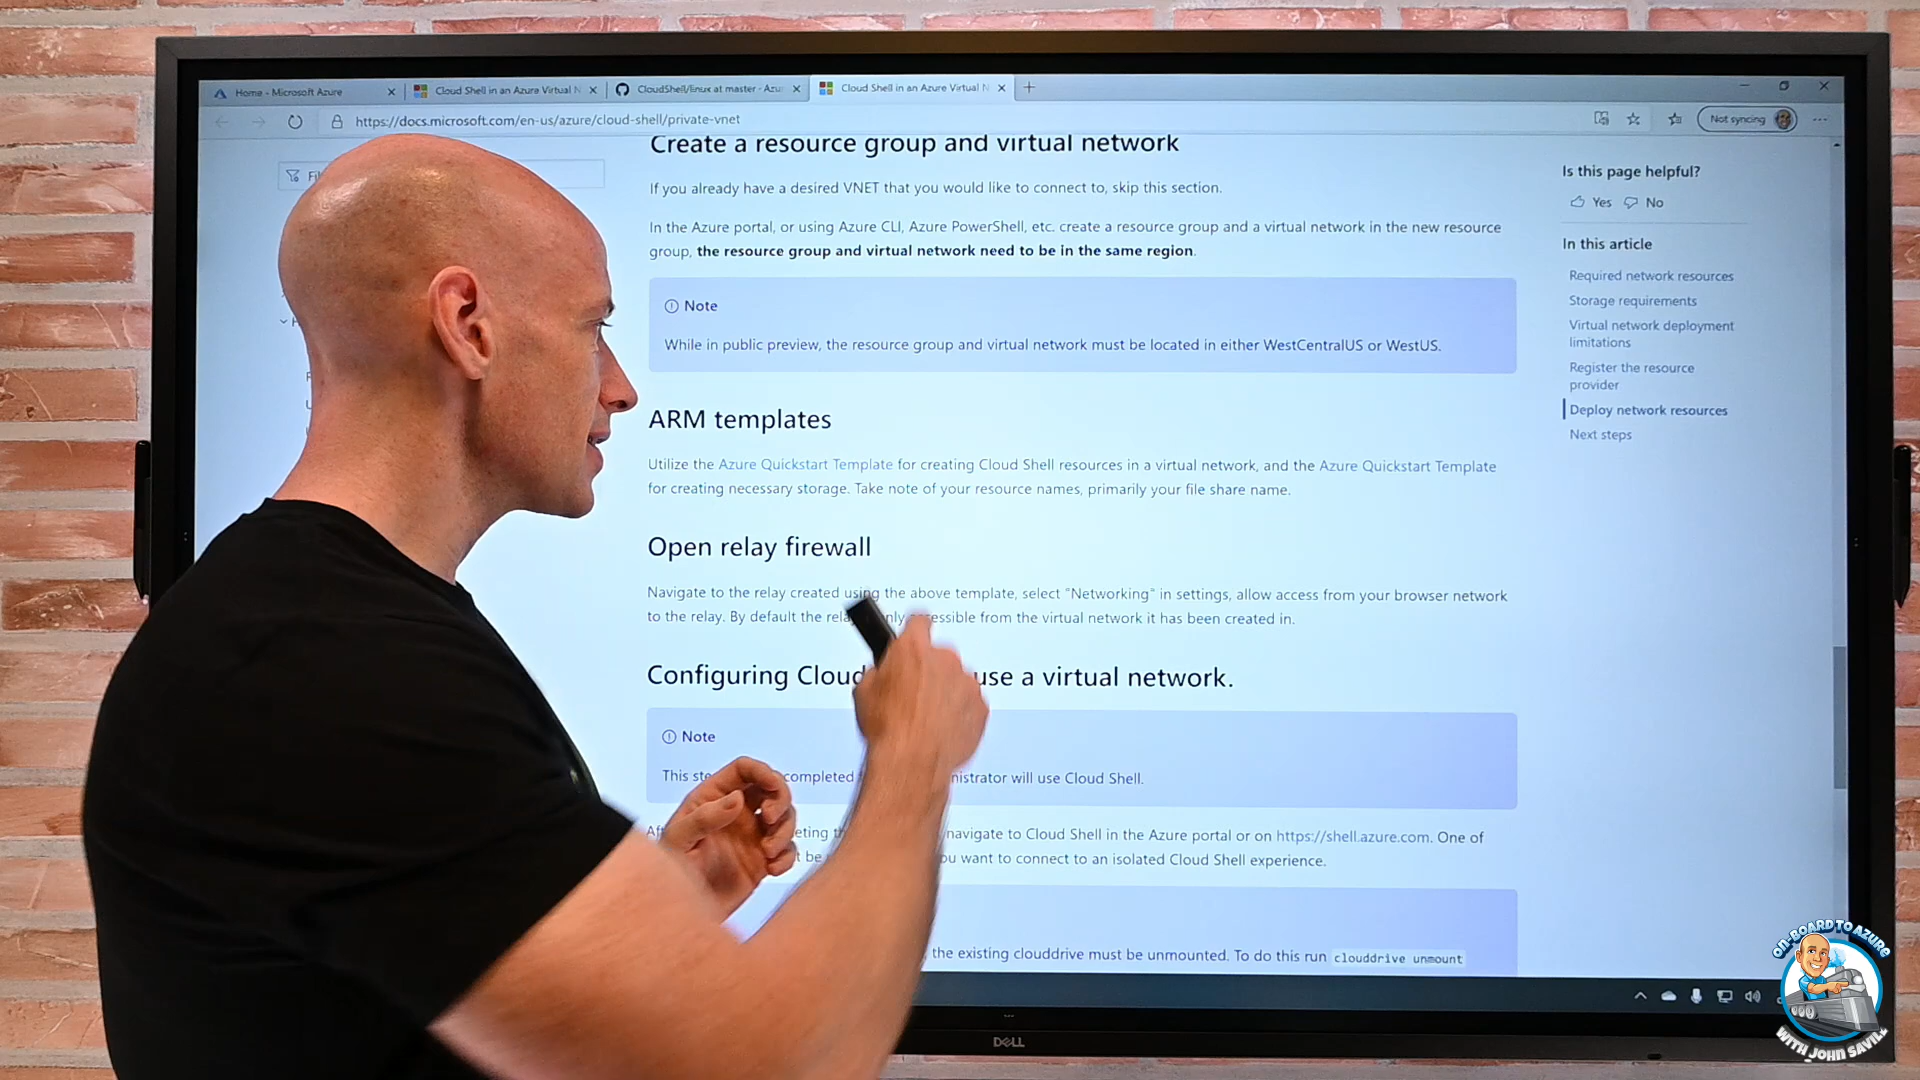 Home - Microsoft Azure
Cloud Shell in an Azure Virtual N
CloudShell/linux at master · Azu
Cloud Shell in an Azure Virtual N
https://docs.microsoft.com/en-us/azure/cloud-shell/private-vnet
Not syncing
Create a resource group and virtual network
If you already have a desired VNET that you would like to connect to, skip this section.
In the Azure portal, or using Azure CLI, Azure PowerShell, etc. create a resource group and a virtual network in the new resource
group, the resource group and virtual network need to be in the same region.
Note
While in public preview, the resource group and virtual network must be located in either WestCentralUS or WestUS.
ARM templates
Utilize the Azure Quickstart Template for creating Cloud Shell resources in a virtual network, and the Azure Quickstart Template
for creating necessary storage. Take note of your resource names, primarily your file share name.
Open relay firewall
Navigate to the relay created using the above template, select "Networking" in settings, allow access from your browser network
to the relay. By default the rela nly essible from the virtual network it has been created in.
Configuring Cloud use a virtual network.
Note
This ste completed nistrator will use Cloud Shell.
Aft eting th navigate to Cloud Shell in the Azure portal or on https://shell.azure.com. One of
t be ou want to connect to an isolated Cloud Shell experience.
the existing clouddrive must be unmounted. To do this run clouddrive unmount
Is this page helpful?
Yes No
In this article
Required network resources
Storage requirements
Virtual network deployment
limitations
Register the resource
provider
Deploy network resources
Next steps
DELL
ON-BOARD TO AZURE
WITH JOHN SAVILL